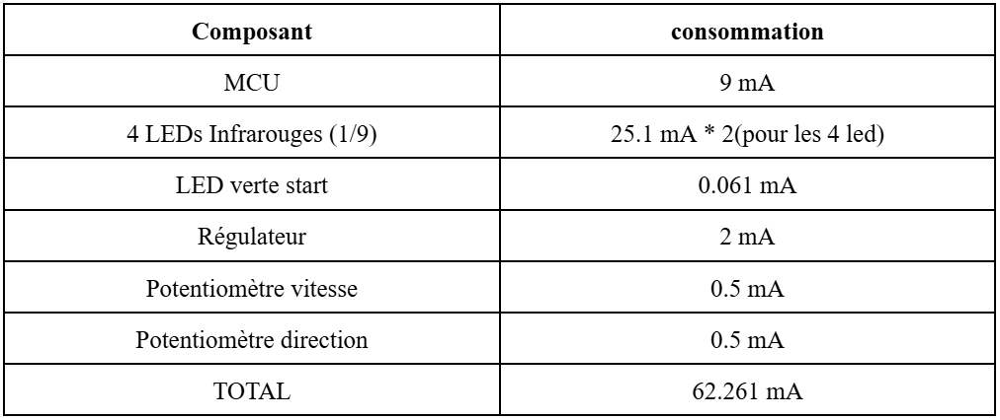 Composant consommation
MCU 9 mA
4 LEDs Infrarouges (1/9) 25.1 mA * 2(pour les 4 led)
LED verte start 0.061 mA
Régulateur 2 mA
Potentiomètre vitesse 0.5 mA
Potentiomètre direction 0.5 mA
TOTAL 62.261 mA